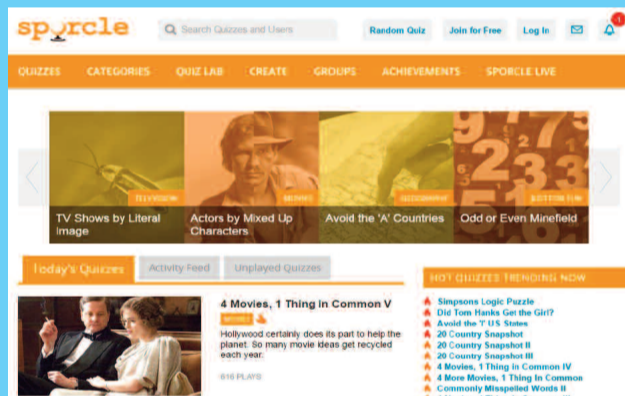 sporcle
Search Quizzes and Users
Random Quiz
Join for Free
Log In
QUIZZES CATEGORIES QUIZ LAB CREATE GROUPS ACHIEVEMENTS SPORCLE LIVE
TELEVISION
TV Shows by Literal
Image
MOVIES
Actors by Mixed Up
Characters
GEOGRAPHY
Avoid the 'A' Countries
JUST FOR FUN
Odd or Even Minefield
Today's Quizzes
Activity Feed
Unplayed Quizzes
4 Movies, 1 Thing in Common V
MOVIES
Hollywood certainly does its part to help the
planet. So many movie ideas get recycled
each year.
616 PLAYS
HOT QUIZZES TRENDING NOW
Simpsons Logic Puzzle
Did Tom Hanks Get the Girl?
Avoid the 'I' US States
20 Country Snapshot
20 Country Snapshot II
20 Country Snapshot III
4 Movies, 1 Thing in Common IV
4 More Movies, 1 Thing in Common
Commonly Misspelled Words II